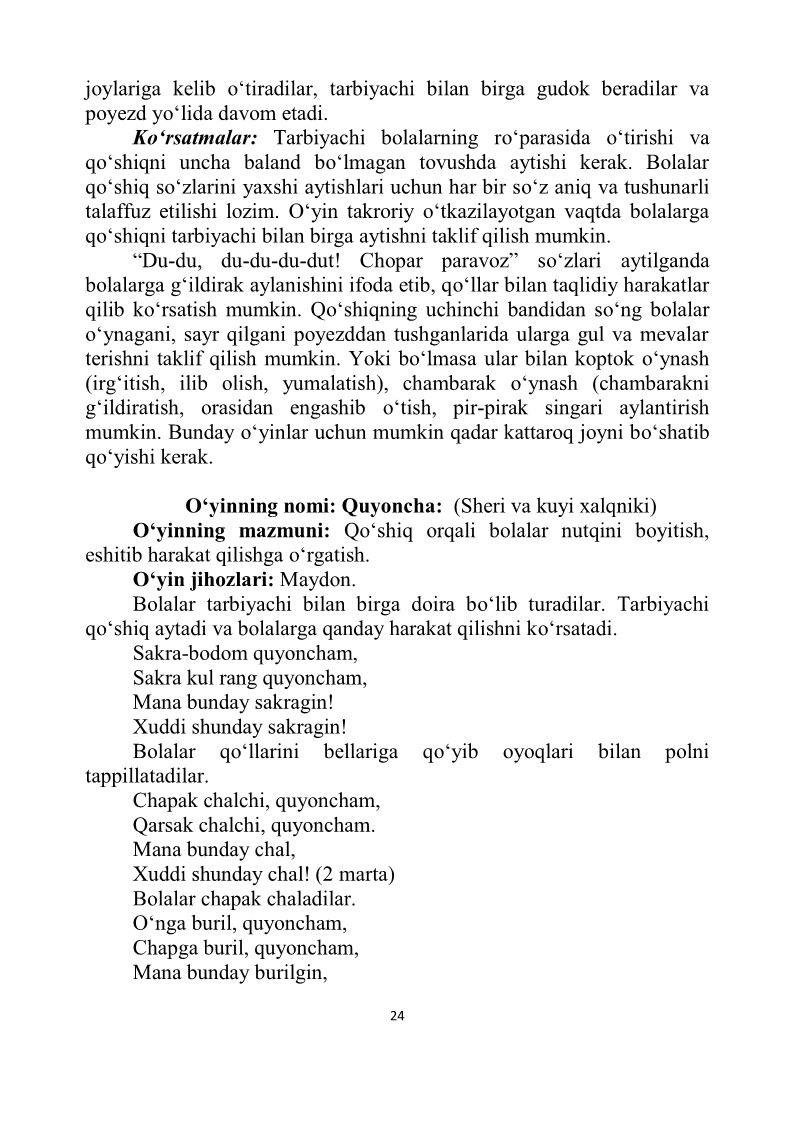 joylariga kelib o‘tiradilar, tarbiyachi bilan birga gudok beradilar va
poyezd yo‘lida davom etadi.
Ko‘rsatmalar: Tarbiyachi bolalarning ro‘parasida o‘tirishi va
qo‘shiqni uncha baland bo‘lmagan tovushda aytishi kerak. Bolalar
qo‘shiq so‘zlarini yaxshi aytishlari uchun har bir so‘z aniq va tushunarli
talaffuz etilishi lozim. O‘yin takroriy o‘tkazilayotgan vaqtda bolalarga
qo‘shiqni tarbiyachi bilan birga aytishni taklif qilish mumkin.
“Du-du, du-du-du-dut! Chopar paravoz” so‘zlari aytilganda
bolalarga g‘ildirak aylanishini ifoda etib, qo‘llar bilan taqlidiy harakatlar
qilib ko‘rsatish mumkin. Qo‘shiqning uchinchi bandidan so‘ng bolalar
o‘ynagani, sayr qilgani poyezddan tushganlarida ularga gul va mevalar
terishni taklif qilish mumkin. Yoki bo‘lmasa ular bilan koptok o‘ynash
(irg‘itish, ilib olish, yumalatish), chambarak o‘ynash (chambarakni
g‘ildiratish, orasidan engashib o‘tish, pir-pirak singari aylantirish
mumkin. Bunday o‘yinlar uchun mumkin qadar kattaroq joyni bo‘shatib
qo‘yishi kerak.
O‘yinning nomi: Quyoncha: (Sheri va kuyi xalqniki)
O‘yinning mazmuni: Qo‘shiq orqali bolalar nutqini boyitish,
eshitib harakat qilishga o‘rgatish.
O‘yin jihozlari: Maydon.
Bolalar tarbiyachi bilan birga doira bo‘lib turadilar. Tarbiyachi
qo‘shiq aytadi va bolalarga qanday harakat qilishni ko‘rsatadi.
Sakra-bodom quyoncham,
Sakra kul rang quyoncham,
Mana bunday sakragin!
Xuddi shunday sakragin!
Bolalar qo‘llarini bellariga qo‘yib oyoqlari bilan polni
tappillatadilar.
Chapak chalchi, quyoncham,
Qarsak chalchi, quyoncham.
Mana bunday chal,
Xuddi shunday chal! (2 marta)
Bolalar chapak chaladilar.
O‘nga buril, quyoncham,
Chapga buril, quyoncham,
Mana bunday burilgin,
24